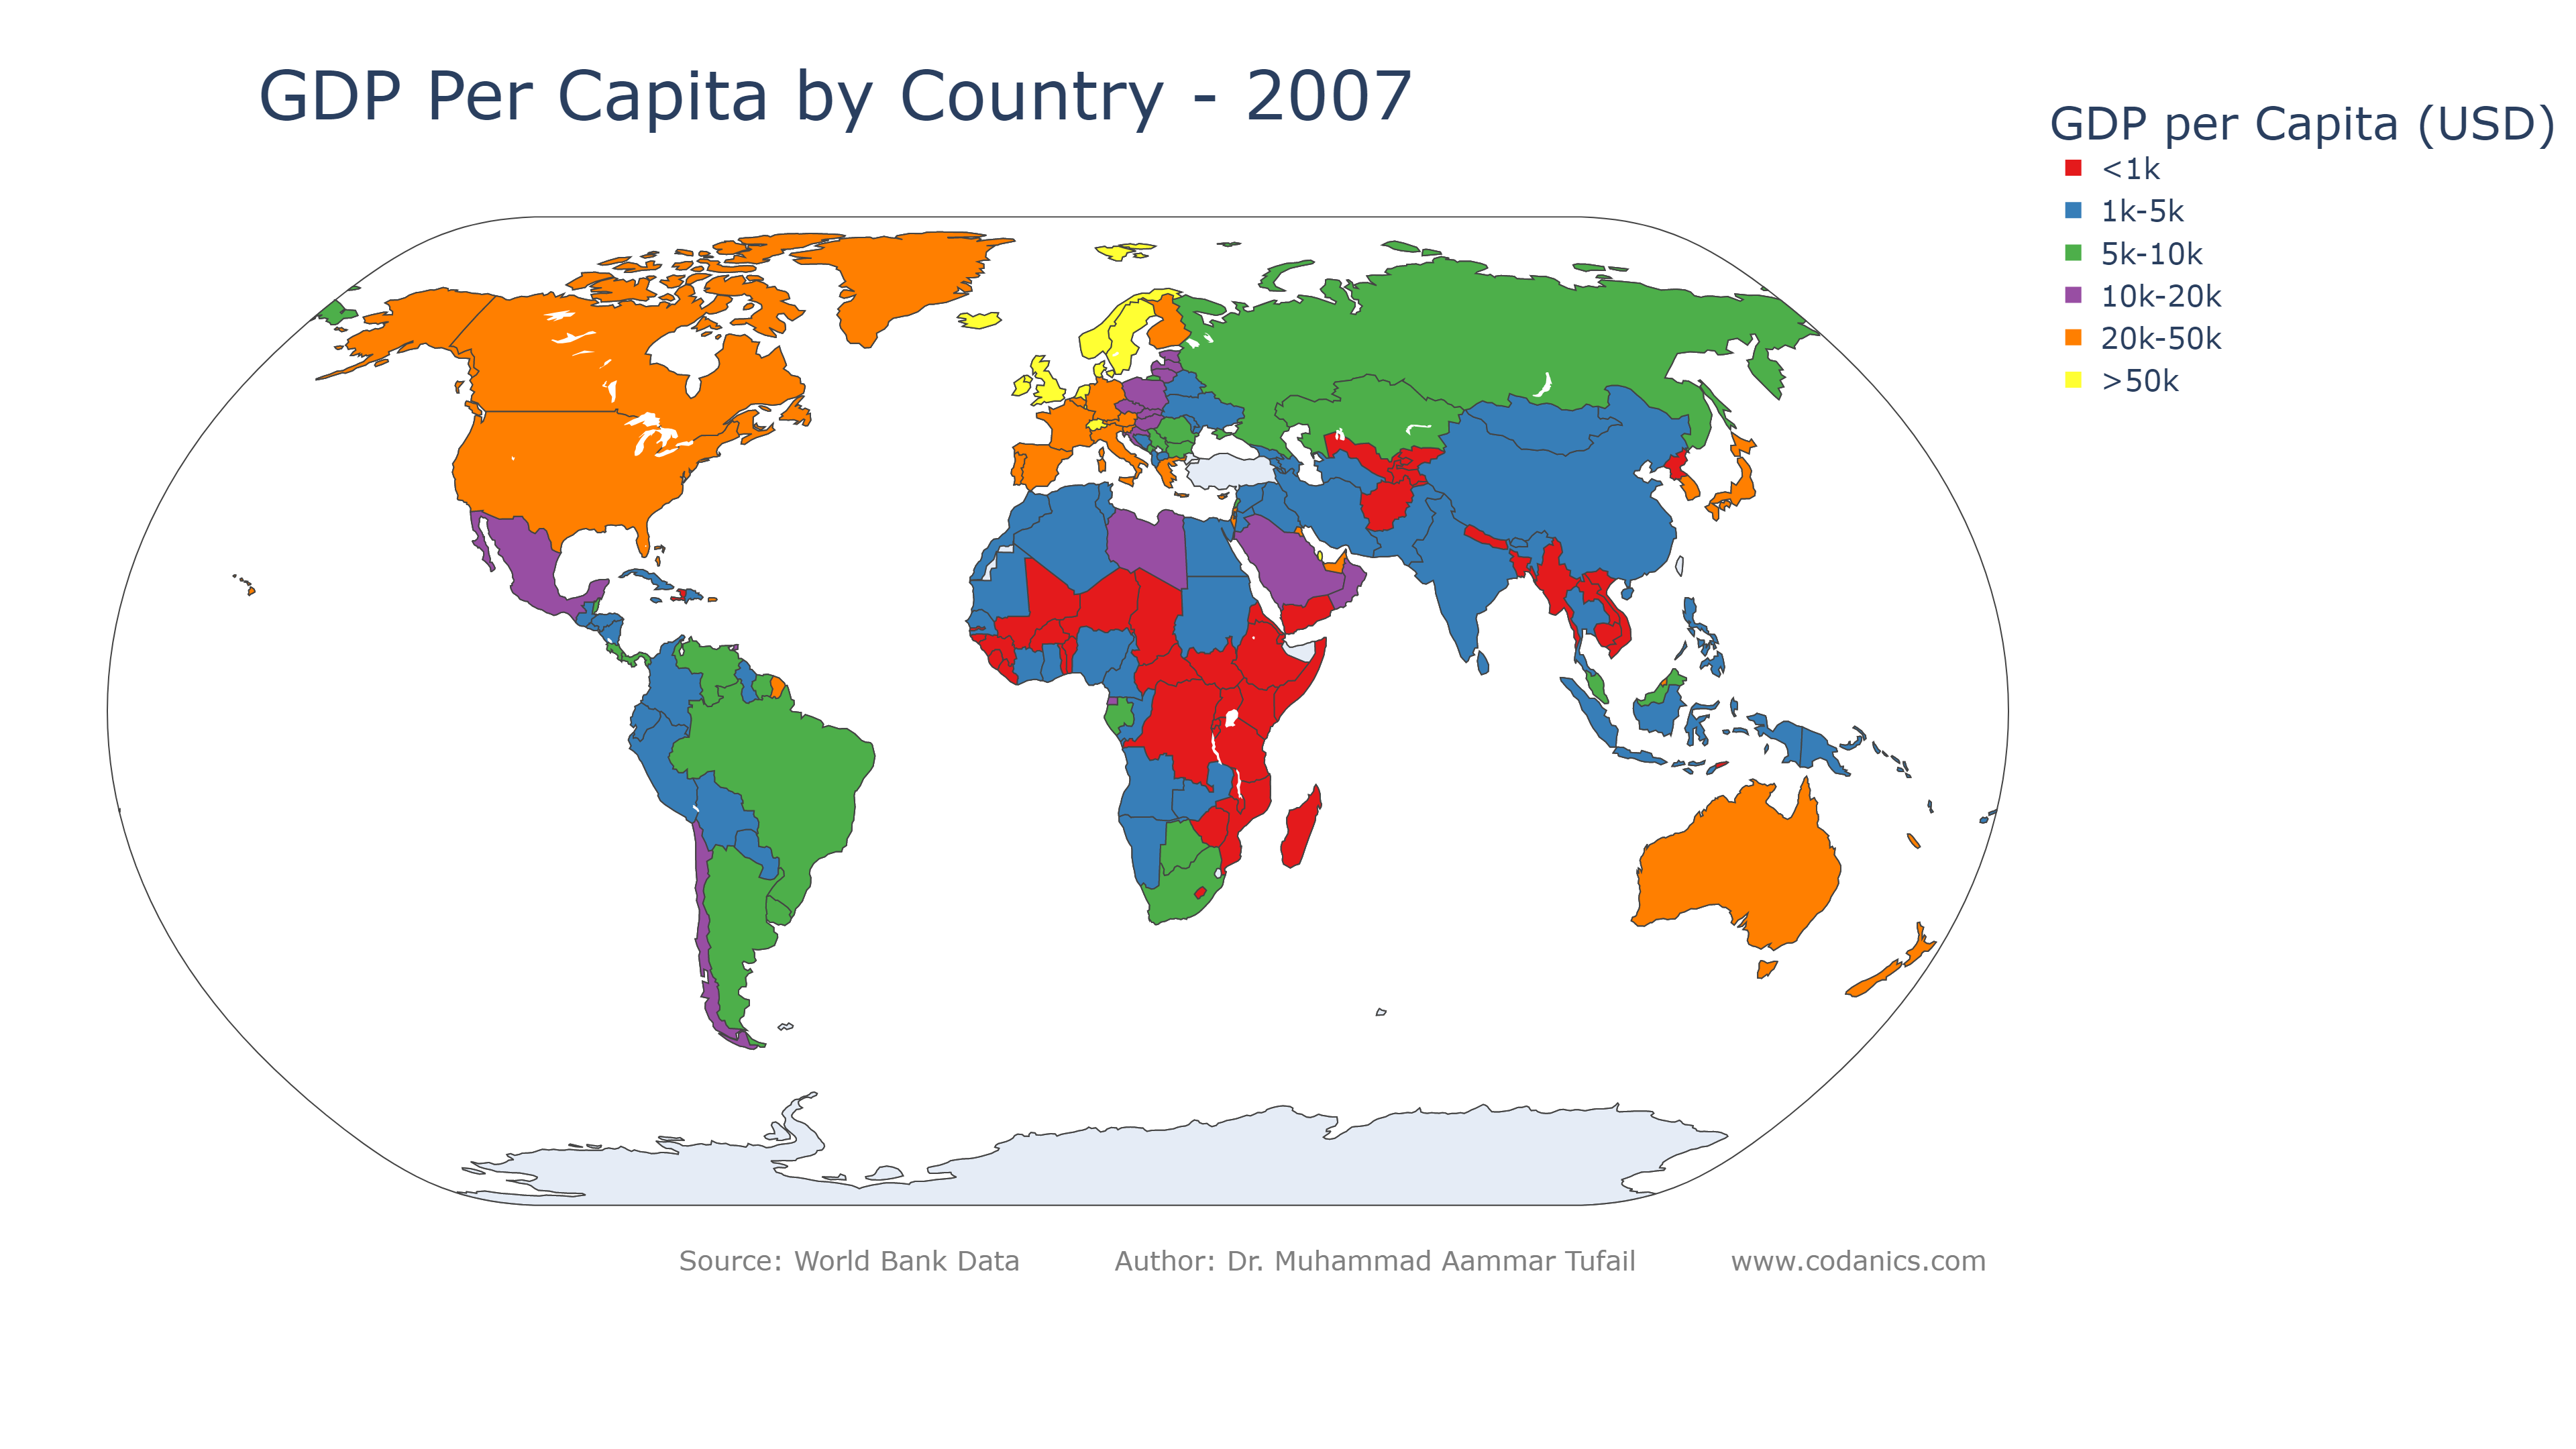 GDP Per Capita by Country - 2007
GDP per Capita (USD)
<1k
1k-5k
5k-10k
10k-20k
20k-50k
>50k
Source: World Bank Data Author: Dr. Muhammad Aammar Tufail www.codanics.com